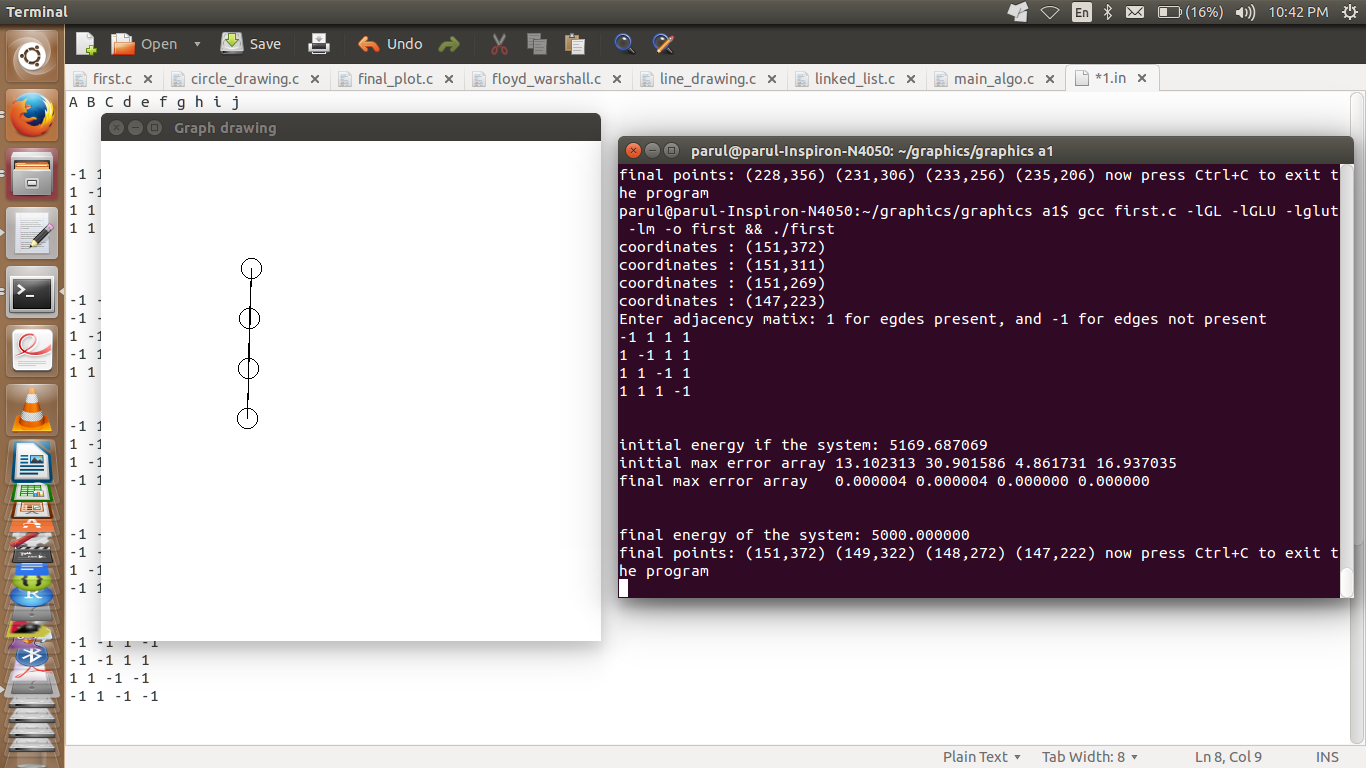 Terminal
En
(16%)
10:42 PM
Open
Save
Undo
first.c
circle_drawing.c
final_plot.c
floyd_warshall.c
line_drawing.c
linked_list.c
main_algo.c
*1.in
A B C d e f g h i j
-1 1
1 -1
1 1
1 1
-1 -
-1 -
1 -1
-1 1
1 1
-1 1
1 -1
1 -1
-1 1
-1 -
-1 -
1 -1
-1 1
-1 -1 1 -1
-1 -1 1 1
1 1 -1 -1
-1 1 -1 -1
Graph drawing
parul@parul-Inspiron-N4050: ~/graphics/graphics a1
final points: (228,356) (231,306) (233,256) (235,206) now press Ctrl+C to exit t
he program
parul@parul-Inspiron-N4050:~/graphics/graphics a1$ gcc first.c -lGL -lGLU -lglut
-lm -o first && ./first
coordinates : (151,372)
coordinates : (151,311)
coordinates : (151,269)
coordinates : (147,223)
Enter adjacency matix: 1 for egdes present, and -1 for edges not present
-1 1 1 1
1 -1 1 1
1 1 -1 1
1 1 1 -1
initial energy if the system: 5169.687069
initial max error array 13.102313 30.901586 4.861731 16.937035
final max error array 0.000004 0.000004 0.000000 0.000000
final energy of the system: 5000.000000
final points: (151,372) (149,322) (148,272) (147,222) now press Ctrl+C to exit t
he program
Plain Text
Tab Width: 8
Ln 8, Col 9
INS